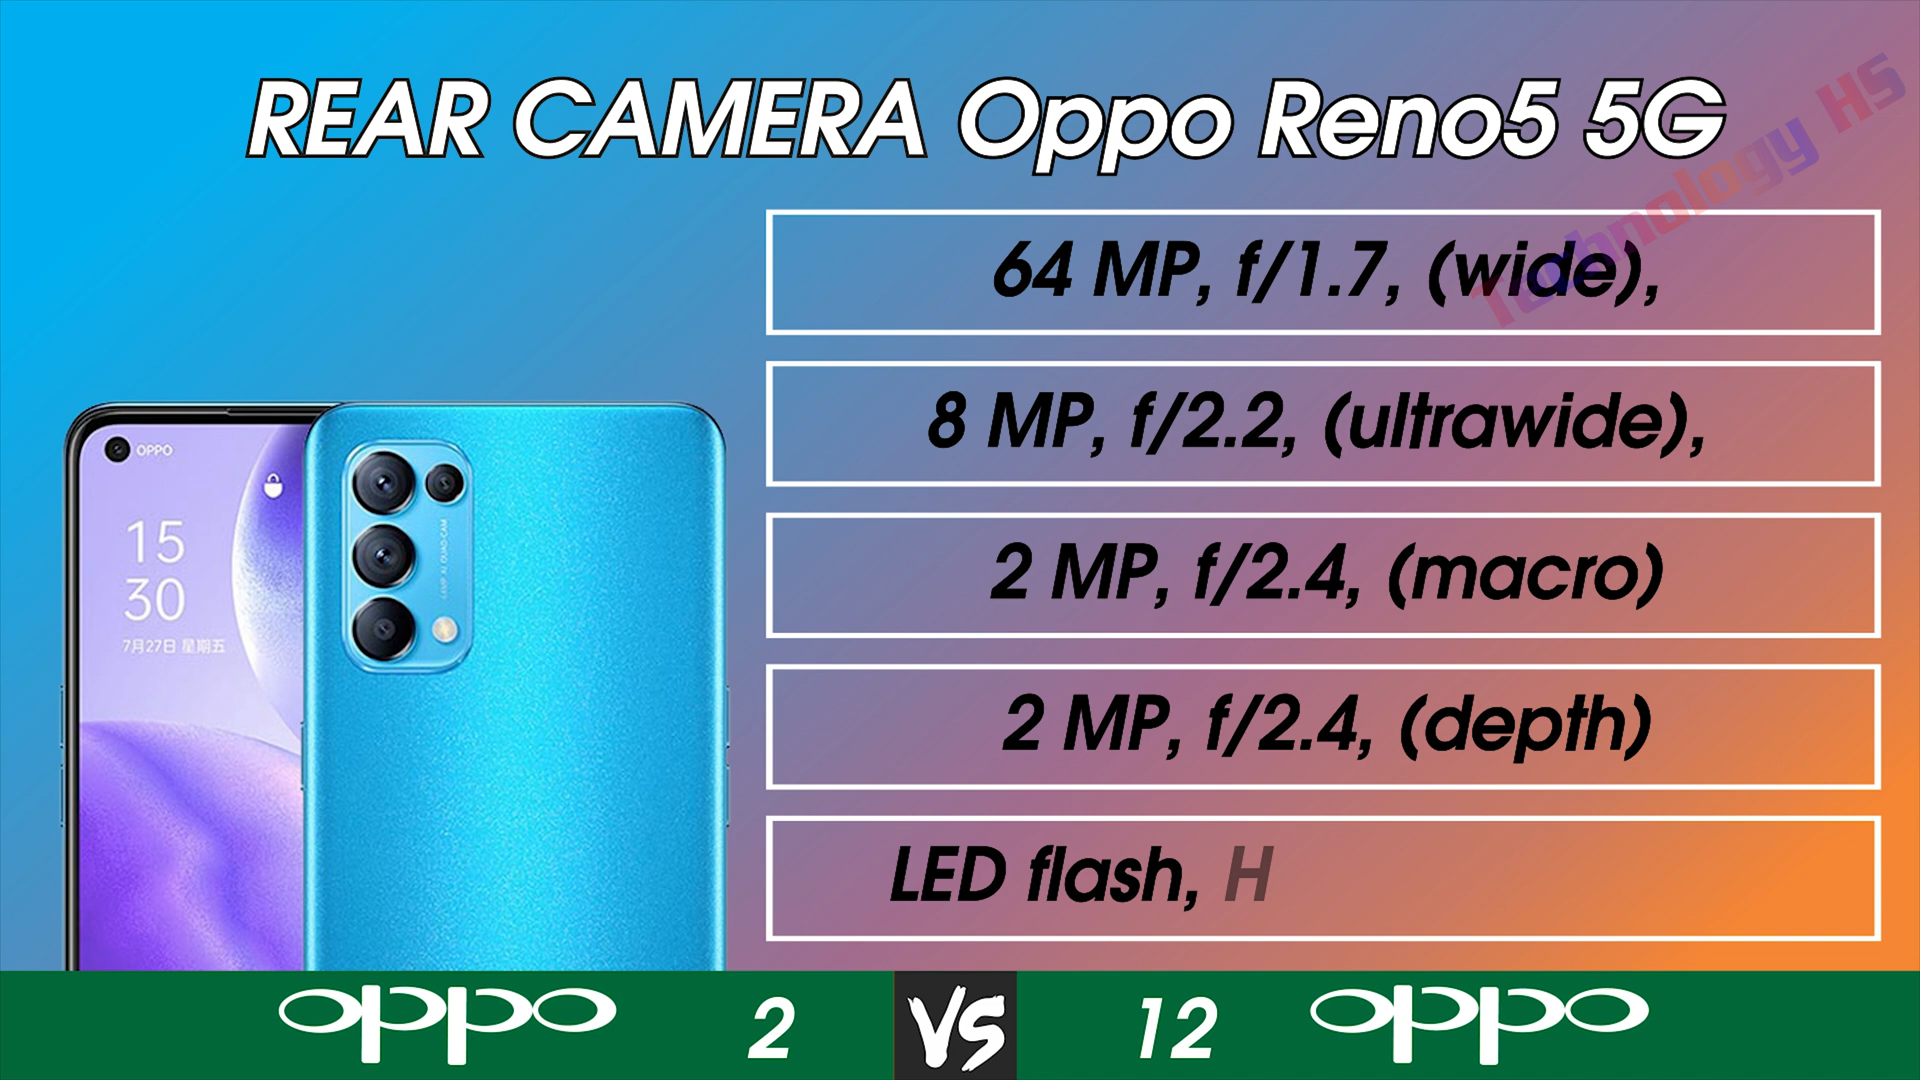 REAR CAMERA Oppo Reno5 5G
Technology HS
64 MP, f/1.7, (wide),
8 MP, f/2.2, (ultrawide),
2 MP, f/2.4, (macro)
2 MP, f/2.4, (depth)
LED flash, H
OPPO
15
30
7月27日 星期五
oppo 2 VS 12 oppo